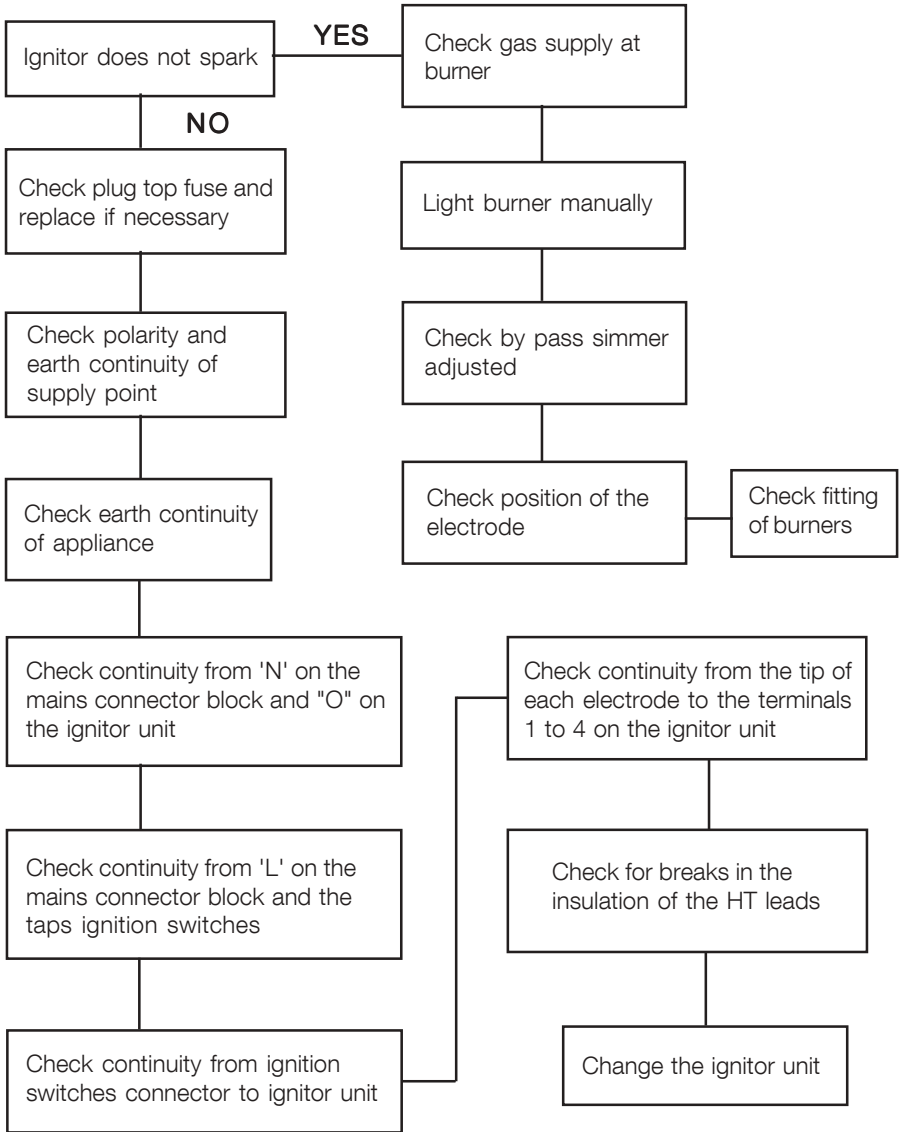 Ignitor does not spark
YES
Check gas supply at
burner
NO
Check plug top fuse and
replace if necessary
Light burner manually
Check polarity and
earth continuity of
supply point
Check by pass simmer
adjusted
Check earth continuity
of appliance
Check position of the
electrode
Check fitting
of burners
Check continuity from 'N' on the
mains connector block and "O" on
the ignitor unit
Check continuity from 'L' on the
mains connector block and the
taps ignition switches
Check continuity from ignition
switches connector to ignitor unit
Check continuity from the tip of
each electrode to the terminals
1 to 4 on the ignitor unit
Check for breaks in the
insulation of the HT leads
Change the ignitor unit